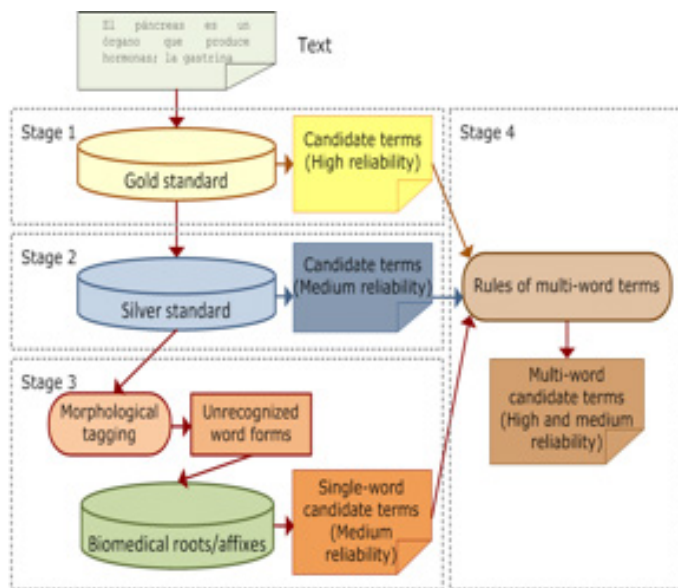 El páncreas es un
órgano que produce
hormonas; la gastrina
Text
Stage 1
Gold standard
Candidate terms
(High reliability)
Stage 2
Silver standard
Candidate terms
(Medium reliability)
Stage 3
Morphological
tagging
Unrecognized
word forms
Biomedical roots/affixes
Single-word
candidate terms
(Medium
reliability)
Stage 4
Rules of multi-word terms
Multi-word
candidate terms
(High and medium
reliability)